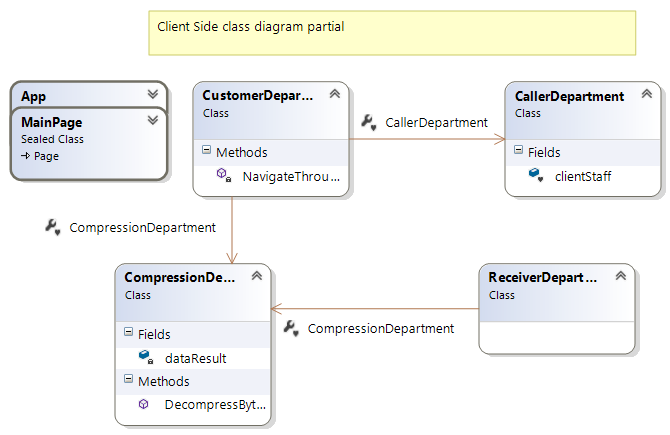 Client Side class diagram partial
App
MainPage
Sealed Class
Page
CustomerDepar...
Class
Methods
NavigateThrou...
CallerDepartment
CallerDepartment
Class
Fields
clientStaff
CompressionDepartment
CompressionDe...
Class
Fields
dataResult
Methods
DecompressByt...
CompressionDepartment
ReceiverDepart...
Class